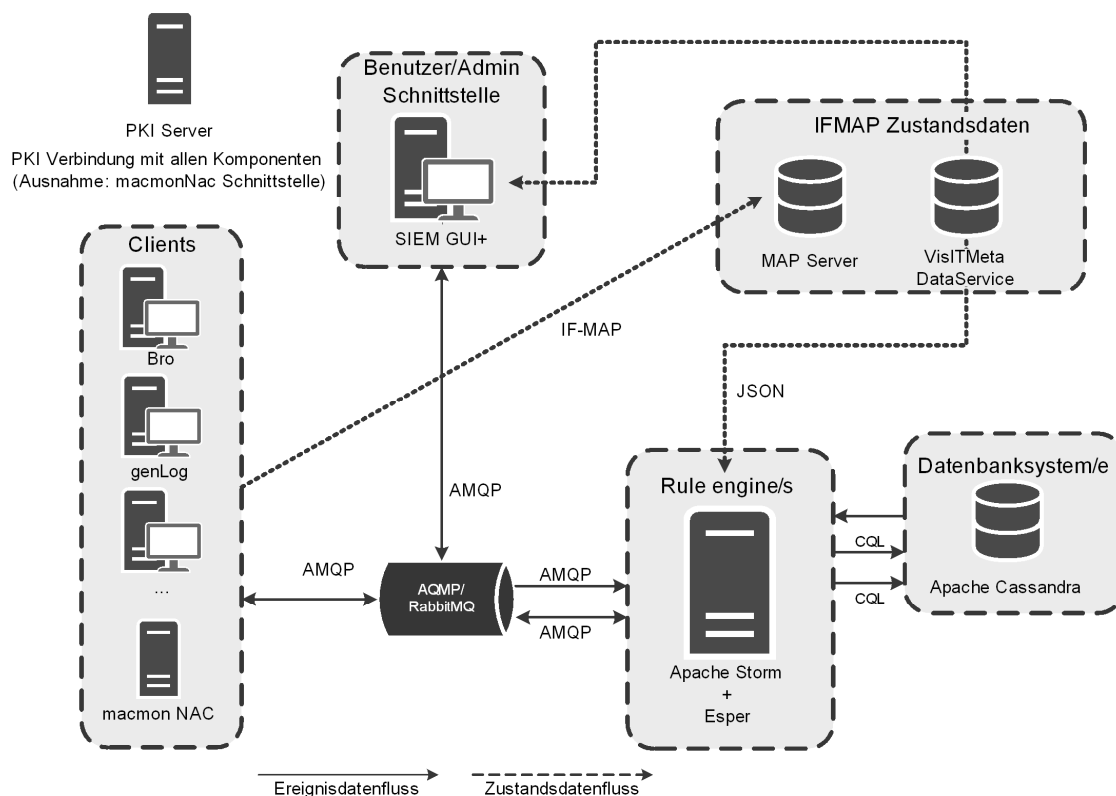 PKI Server
PKI Verbindung mit allen Komponenten
(Ausnahme: macmonNac Schnittstelle)
Benutzer/Admin
Schnittstelle
SIEM GUI+
IFMAP Zustandsdaten
MAP Server
VisITMeta
DataService
Clients
Bro
genLog
...
macmon NAC
IF-MAP
JSON
AMQP
AMQP
AQMP/
RabbitMQ
AMQP
AMQP
Rule engine/s
Apache Storm
+
Esper
CQL
CQL
Datenbanksystem/e
Apache Cassandra
Ereignisdatenfluss
Zustandsdatenfluss